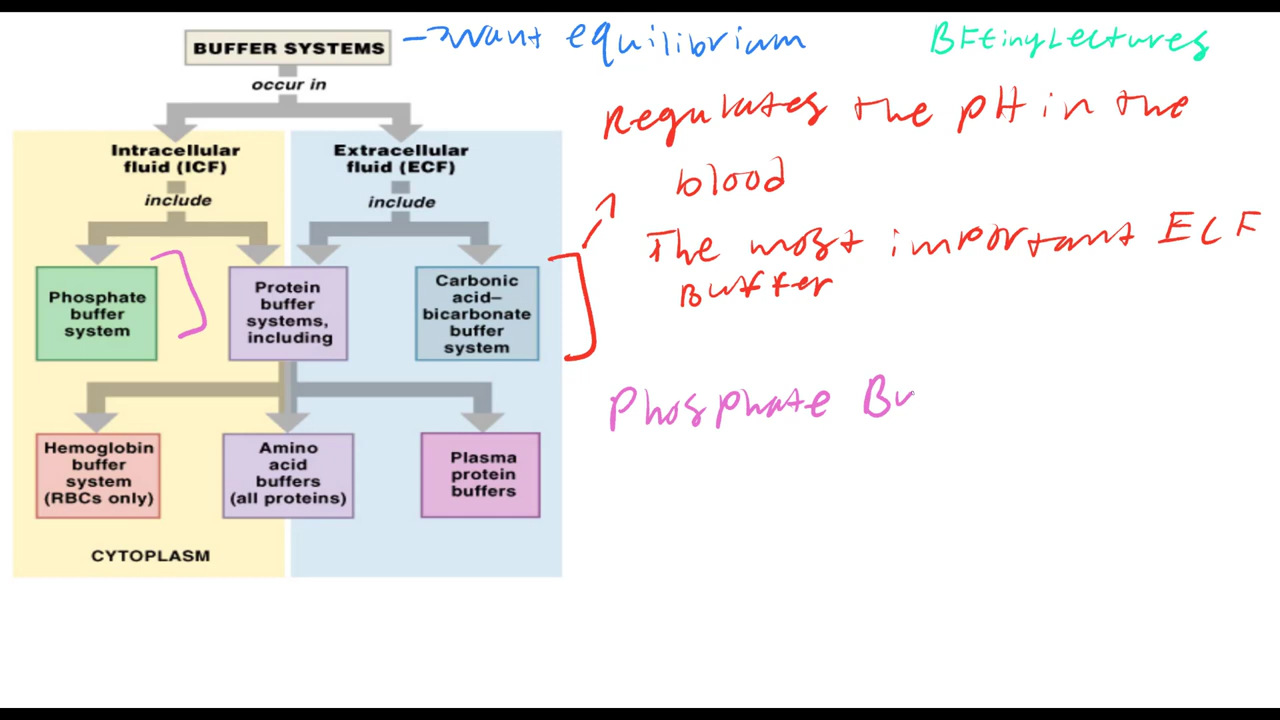 BUFFER SYSTEMS
→ want equilibrium
BFtinyLectures
occur in
Regulates the pH in the
blood
Intracellular
fluid (ICF)
Extracellular
fluid (ECF)
include
include
The most important ECF
Buffer
Phosphate
buffer
system
Protein
buffer
systems,
including
Carbonic
acid–
bicarbonate
buffer
system
Phosphate Bu
Hemoglobin
buffer
system
(RBCs only)
Amino
acid
buffers
(all proteins)
Plasma
protein
buffers
CYTOPLASM